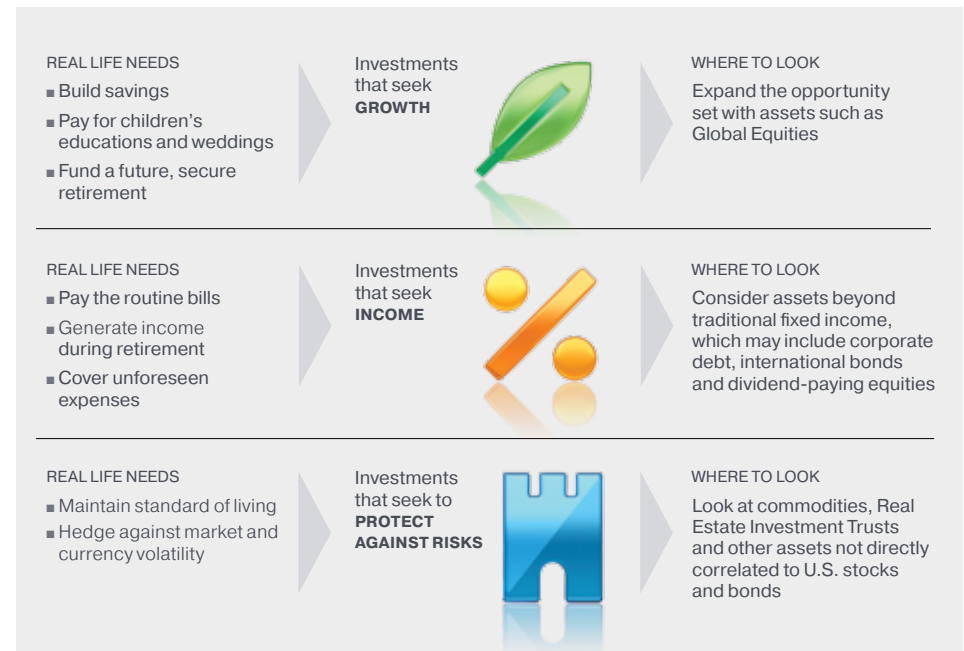 REAL LIFE NEEDS
■ Build savings
■ Pay for children’s
educations and weddings
■ Fund a future, secure
retirement
Investments
that seek
GROWTH
WHERE TO LOOK
Expand the opportunity
set with assets such as
Global Equities
REAL LIFE NEEDS
■ Pay the routine bills
■ Generate income
during retirement
■ Cover unforeseen
expenses
Investments
that seek
INCOME
WHERE TO LOOK
Consider assets beyond
traditional fixed income,
which may include corporate
debt, international bonds
and dividend-paying equities
REAL LIFE NEEDS
■ Maintain standard of living
■ Hedge against market and
currency volatility
Investments
that seek to
PROTECT
AGAINST RISKS
WHERE TO LOOK
Look at commodities, Real
Estate Investment Trusts
and other assets not directly
correlated to U.S. stocks
and bonds